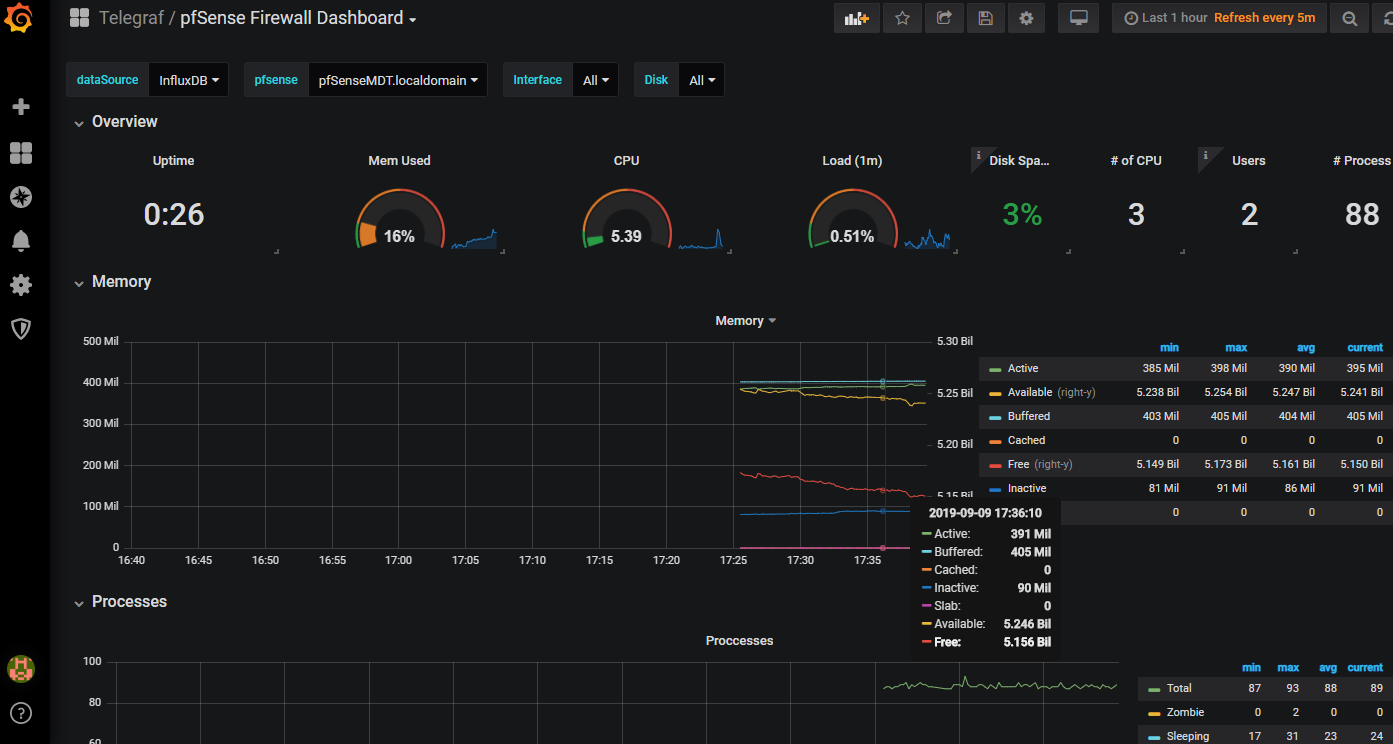 Telegraf / pfSense Firewall Dashboard
Last 1 hour Refresh every 5m
dataSource InfluxDB pfsense pfSenseMDT.localdomain Interface All Disk All
Overview
Uptime Mem Used CPU Load (1m) i Disk Spa... # of CPU i Users # Process
0:26 16% 5.39 0.51% 3% 3 2 88
Memory
Memory
500 Mil 5.30 Bil
min max avg current
Active 385 Mil 398 Mil 390 Mil 395 Mil
400 Mil 5.25 Bil
Available (right-y) 5.238 Bil 5.254 Bil 5.247 Bil 5.241 Bil
Buffered 403 Mil 405 Mil 404 Mil 405 Mil
300 Mil
Cached 0 0 0 0
5.20 Bil
200 Mil
Free (right-y) 5.149 Bil 5.173 Bil 5.161 Bil 5.150 Bil
Inactive 81 Mil 91 Mil 86 Mil 91 Mil
5.15 Bil
100 Mil
0 0 0 0
0
16:40 16:45 16:50 16:55 17:00 17:05 17:10 17:15 17:20 17:25 17:30 17:35
2019-09-09 17:36:10
Active: 391 Mil
Buffered: 405 Mil
Cached: 0
Inactive: 90 Mil
Slab: 0
Available: 5.246 Bil
Free: 5.156 Bil
Processes
Proccesses
100
80
60
min max avg current
Total 87 93 88 89
Zombie 0 2 0 0
Sleeping 17 31 23 24